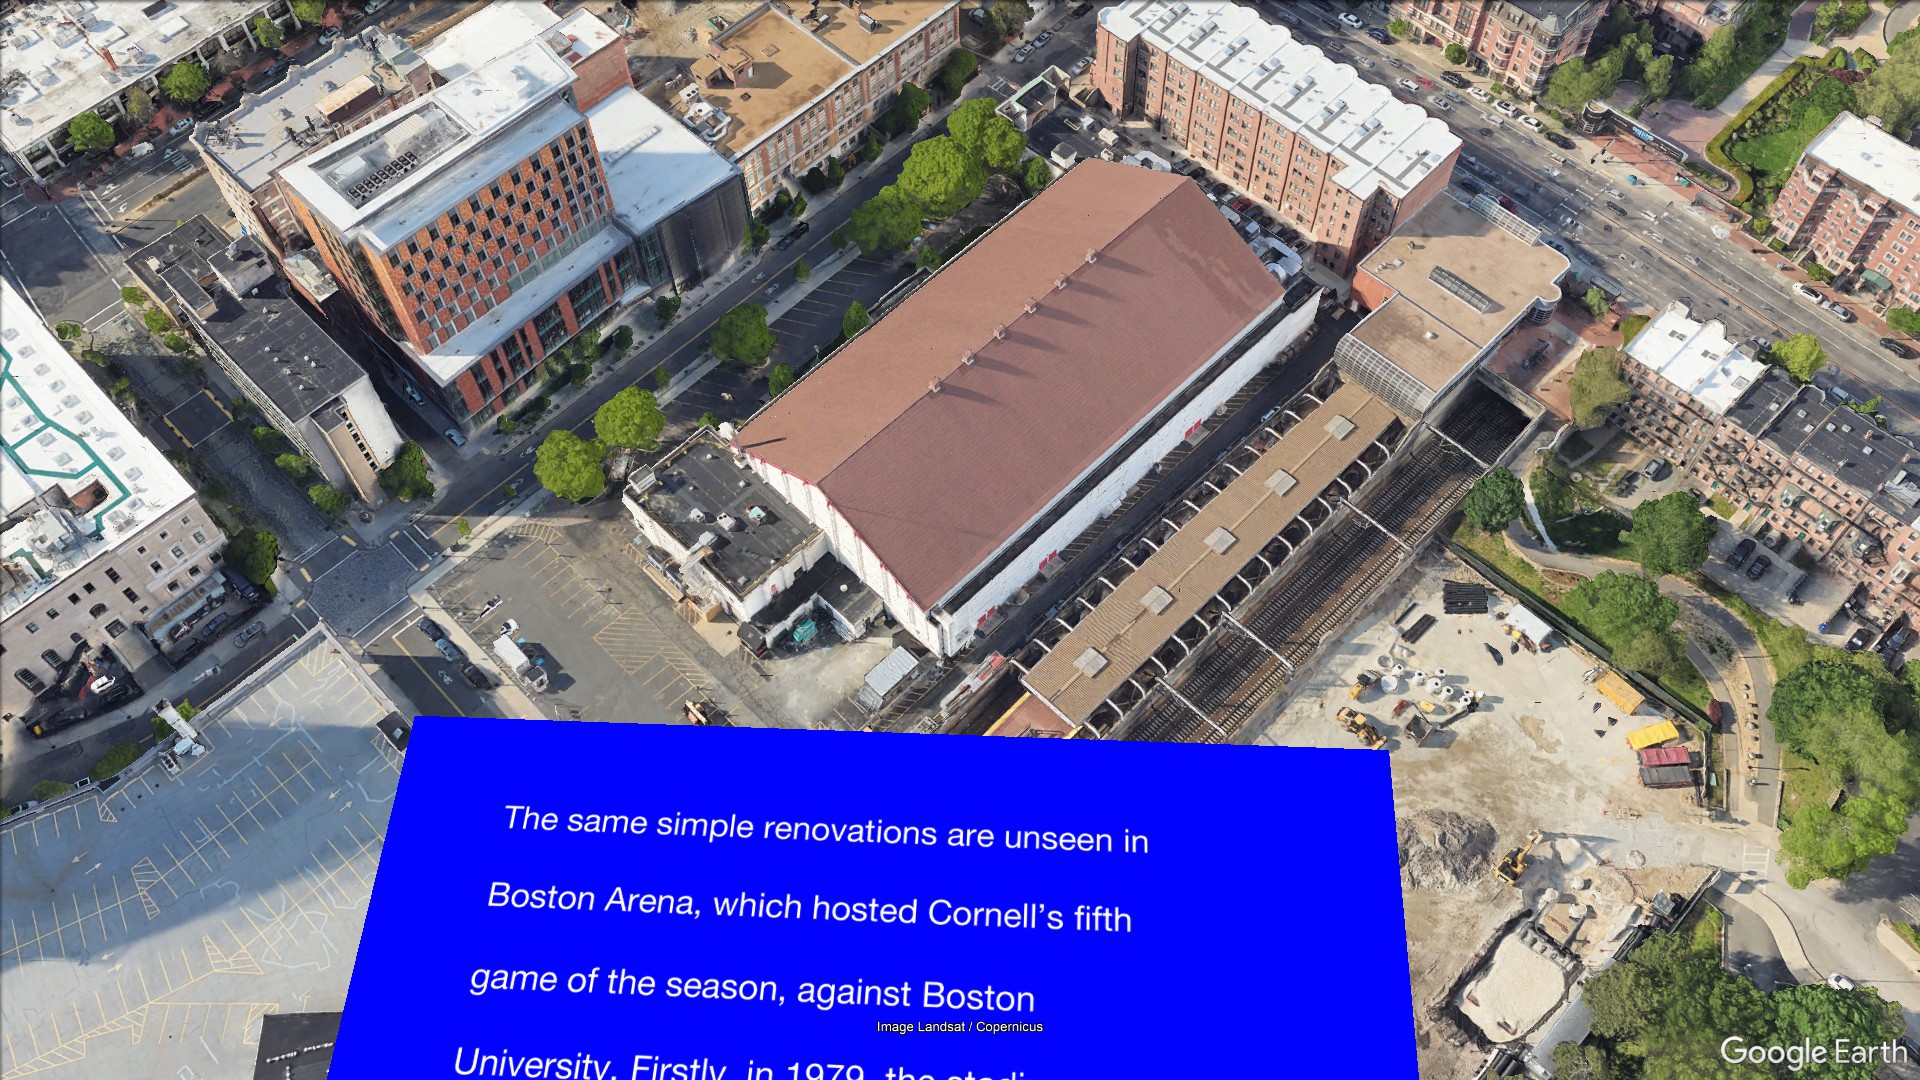 The same simple renovations are unseen in
Boston Arena, which hosted Cornell's fifth
game of the season, against Boston
Image Landsat / Copernicus
University. Firstly, in 1979, the
Google Earth